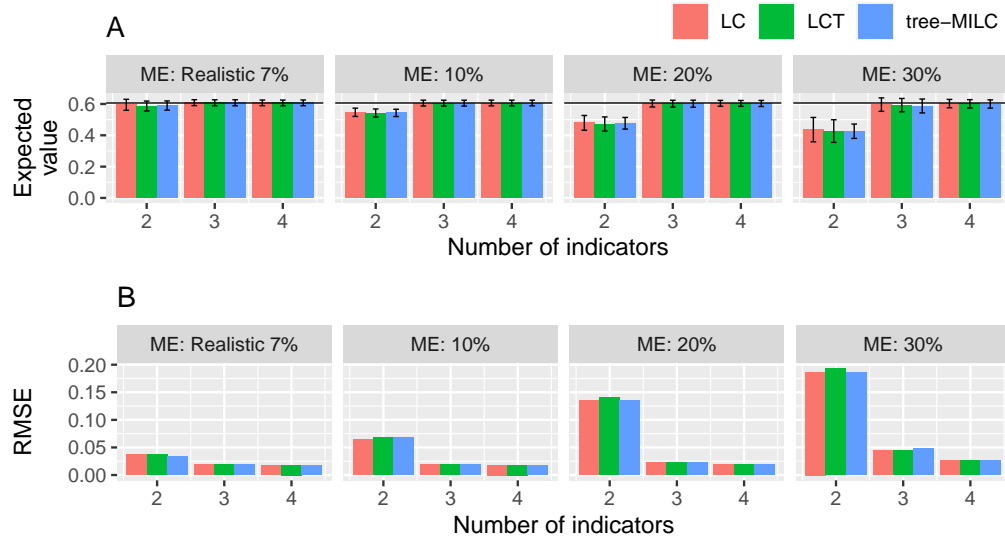 A
LC LCT tree−MILC
ME: Realistic 7% ME: 10% ME: 20% ME: 30%
Expected
value
0.6
0.4
0.2
0.0
2 3 4 2 3 4 2 3 4 2 3 4
Number of indicators
B
ME: Realistic 7% ME: 10% ME: 20% ME: 30%
RMSE
0.20
0.15
0.10
0.05
0.00
2 3 4 2 3 4 2 3 4 2 3 4
Number of indicators